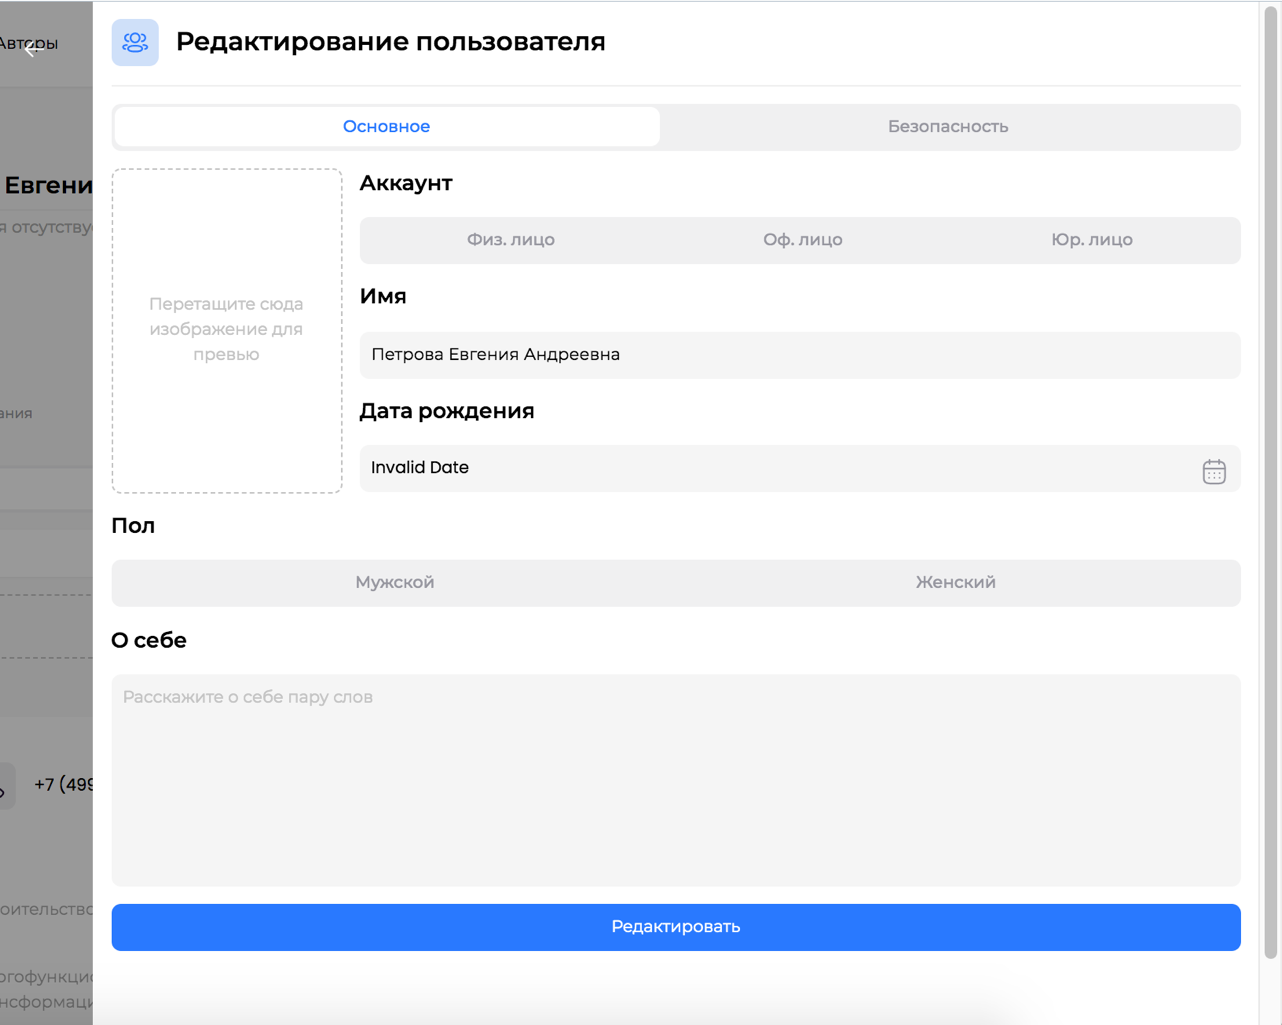 Авторы
Редактирование пользователя
Основное
Безопасность
Евгени
я отсутству
ания
+7 (499
оительство
огофункци
нсформаци
Перетащите сюда
изображение для
превью
Аккаунт
Физ. лицо
Оф. лицо
Юр. лицо
Имя
Петрова Евгения Андреевна
Дата рождения
Invalid Date
Пол
Мужской
Женский
О себе
Расскажите о себе пару слов
Редактировать